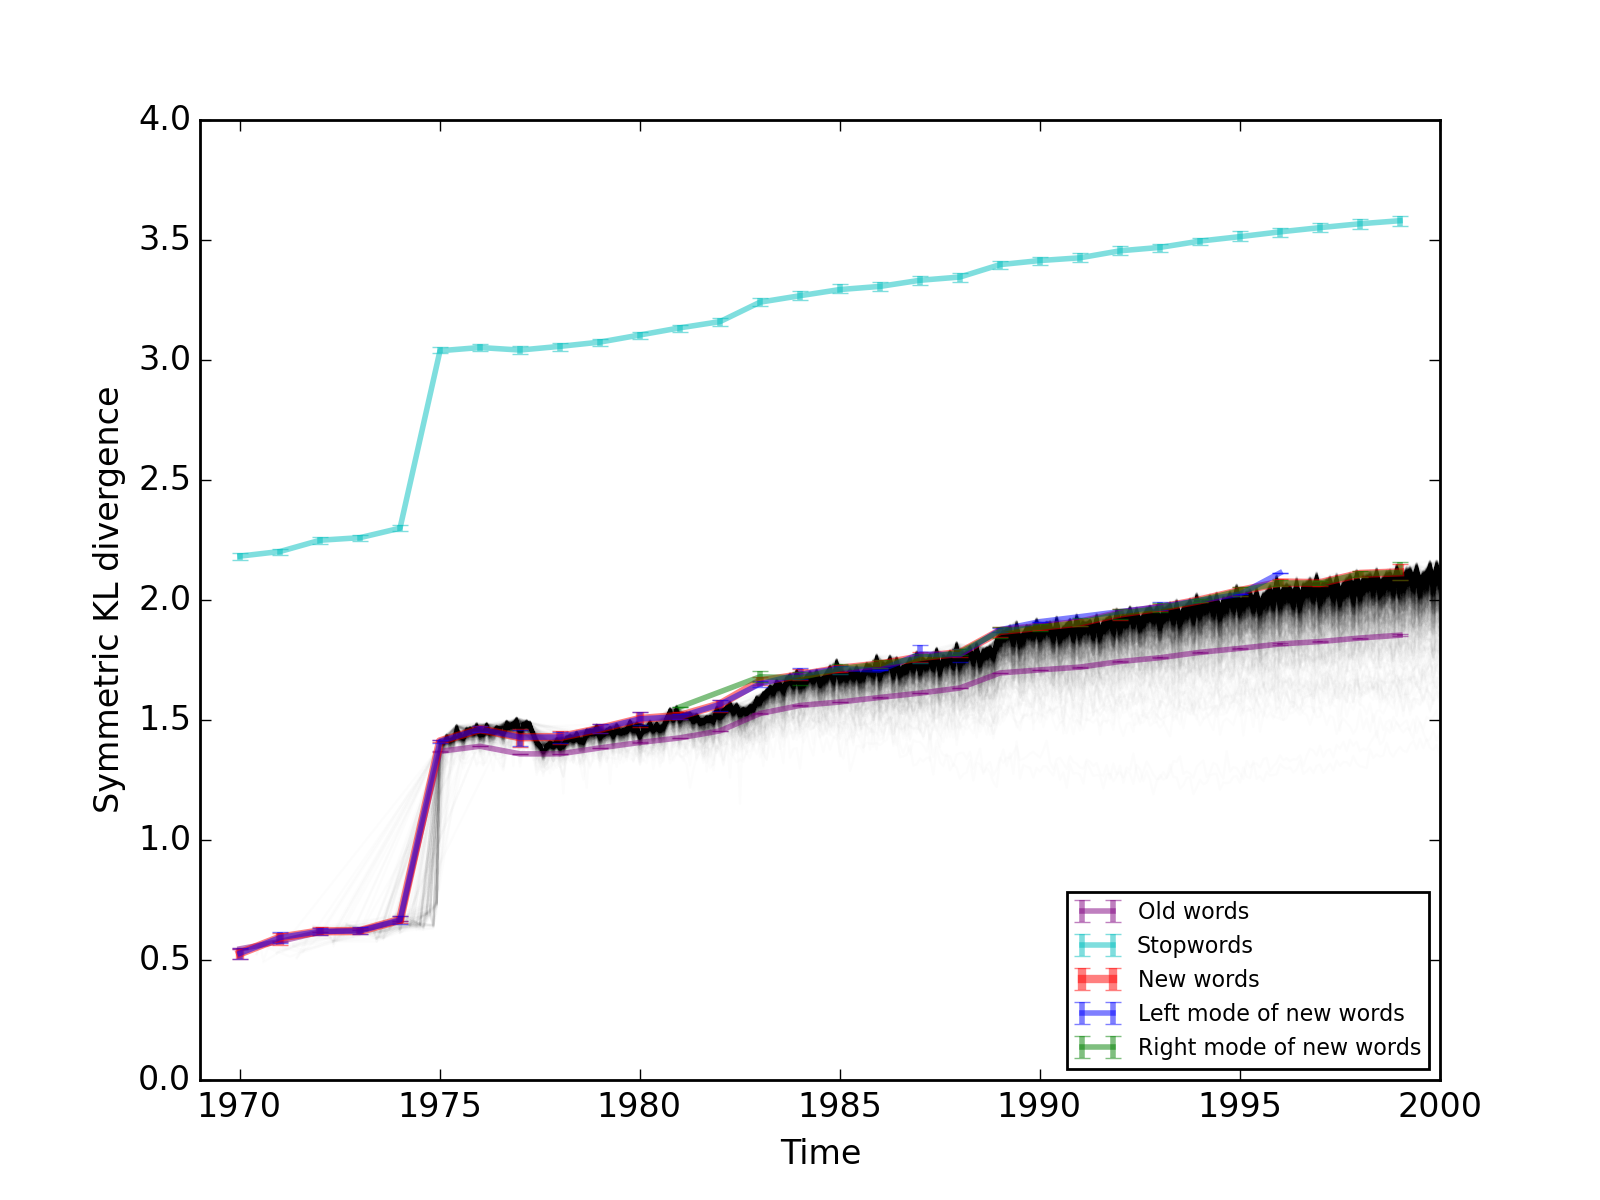 4.0
3.5
3.0
2.5
2.0
1.5
1.0
0.5
0.0
Symmetric KL divergence
Old words
Stopwords
New words
Left mode of new words
Right mode of new words
1970 1975 1980 1985 1990 1995 2000
Time